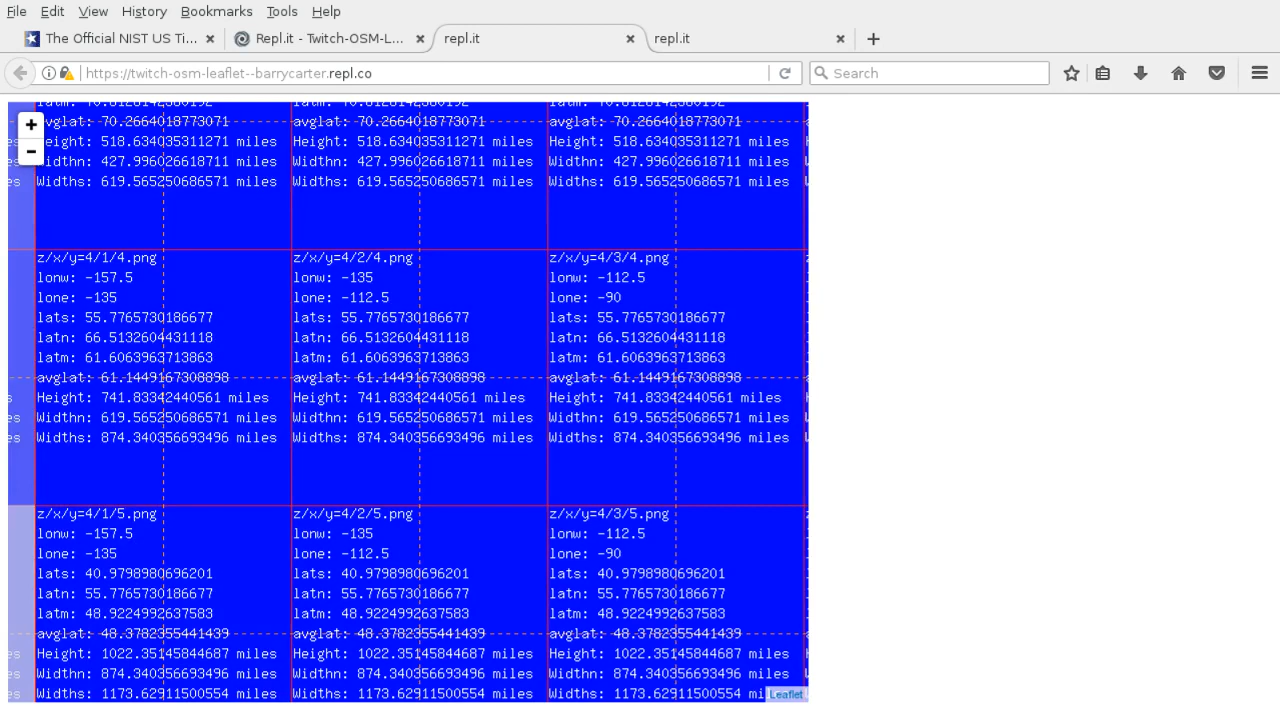 File Edit View History Bookmarks Tools Help
The Official NIST US Ti... Repl.it - Twitch-OSM-L... repl.it repl.it
https://twitch-osm-leaflet--barrycarter.repl.co Search
+
-
avglat: 70.2664018773071 avglat: 70.2664018773071 avglat: 70.2664018773071
Height: 518.634035311271 miles Height: 518.634035311271 miles Height: 518.634035311271 miles
Widthn: 427.996026618711 miles Widthn: 427.996026618711 miles Widthn: 427.996026618711 miles
Widths: 619.565250686571 miles Widths: 619.565250686571 miles Widths: 619.565250686571 miles
z/x/y=4/1/4.png z/x/y=4/2/4.png z/x/y=4/3/4.png
lonw: -157.5 lonw: -135 lonw: -112.5
lone: -135 lone: -112.5 lone: -90
lats: 55.7765730186677 lats: 55.7765730186677 lats: 55.7765730186677
latn: 66.5132604431118 latn: 66.5132604431118 latn: 66.5132604431118
latm: 61.6063963713863 latm: 61.6063963713863 latm: 61.6063963713863
avglat: 61.1449167308898 avglat: 61.1449167308898 avglat: 61.1449167308898
Height: 741.83342440561 miles Height: 741.83342440561 miles Height: 741.83342440561 miles
Widthn: 619.565250686571 miles Widthn: 619.565250686571 miles Widthn: 619.565250686571 miles
Widths: 874.340356693496 miles Widths: 874.340356693496 miles Widths: 874.340356693496 miles
z/x/y=4/1/5.png z/x/y=4/2/5.png z/x/y=4/3/5.png
lonw: -157.5 lonw: -135 lonw: -112.5
lone: -135 lone: -112.5 lone: -90
lats: 40.9798980696201 lats: 40.9798980696201 lats: 40.9798980696201
latn: 55.7765730186677 latn: 55.7765730186677 latn: 55.7765730186677
latm: 48.9224992637583 latm: 48.9224992637583 latm: 48.9224992637583
avglat: 48.3782355441439 avglat: 48.3782355441439 avglat: 48.3782355441439
Height: 1022.35145844687 miles Height: 1022.35145844687 miles Height: 1022.35145844687 miles
Widthn: 874.340356693496 miles Widthn: 874.340356693496 miles Widthn: 874.340356693496 miles
Widths: 1173.62911500554 miles Widths: 1173.62911500554 miles Widths: 1173.62911500554 mi
Leaflet